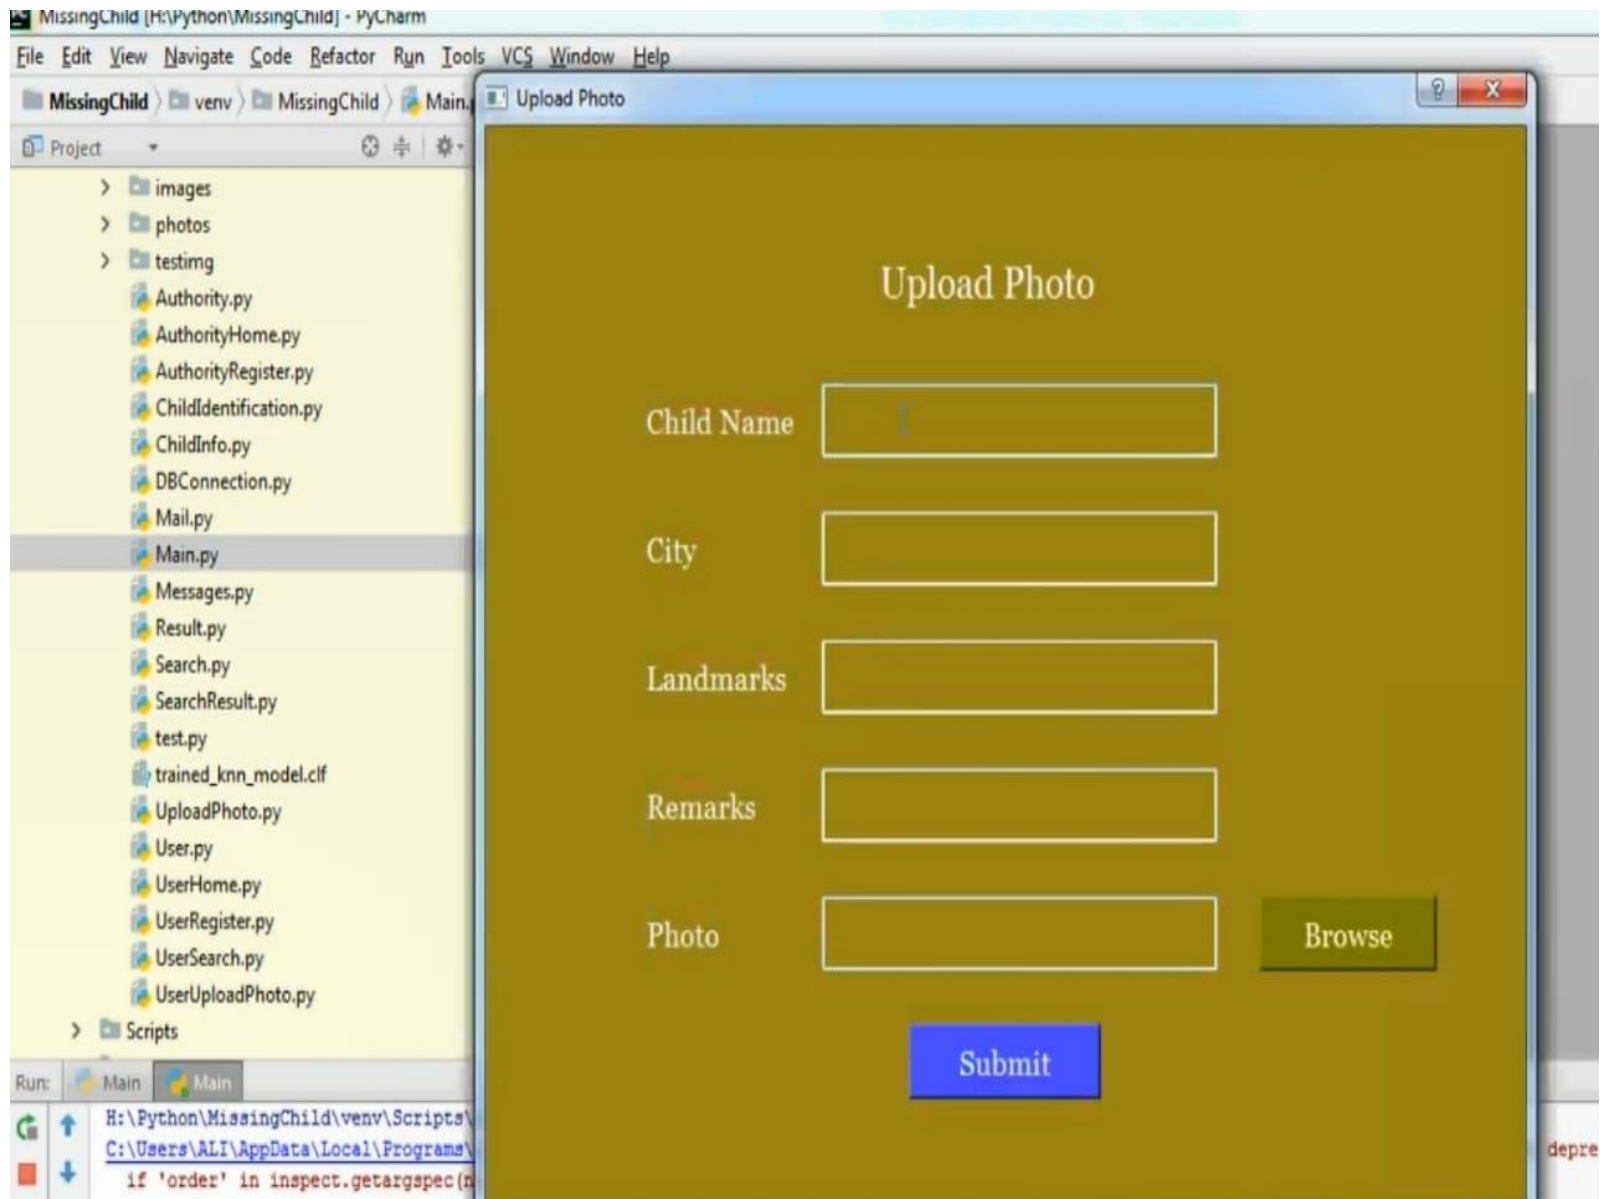 MissingChild [H:\Python\MissingChild] - PyCharm
File Edit View Navigate Code Refactor Run Tools VCS Window Help
MissingChild venv MissingChild Main.
Project
images
photos
testimg
Authority.py
AuthorityHome.py
AuthorityRegister.py
ChildIdentification.py
ChildInfo.py
DBConnection.py
Mail.py
Main.py
Messages.py
Result.py
Search.py
SearchResult.py
test.py
trained_knn_model.clf
UploadPhoto.py
User.py
UserHome.py
UserRegister.py
UserSearch.py
UserUploadPhoto.py
Scripts
Run: Main Main
H:\Python\MissingChild\venv\Scripts\
C:\Users\ALI\AppData\Local\Programs\
depre
if 'order' in inspect.getargspec(n
Upload Photo
?
X
Upload Photo
Child Name
City
Landmarks
Remarks
Photo
Browse
Submit